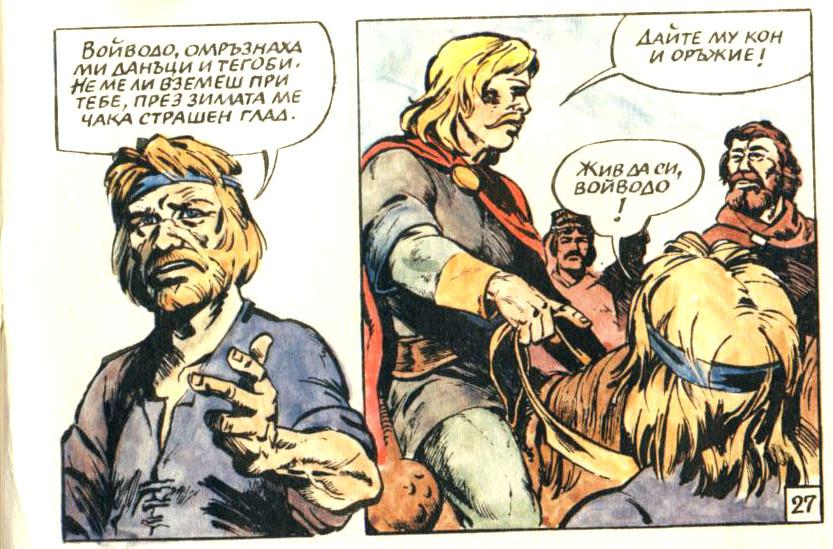 ВОЙВОДО, ОМРЪЗНАХА
МИ ДАНЪЦИ И ТЕГОБИ.
НЕ МЕ ЛИ ВЗЕМЕШ ПРИ
ТЕБЕ, ПРЕЗ ЗИМАТА МЕ
ЧАКА СТРАШЕН ГЛАД.
ДАЙТЕ МУ КОН
И ОРЪЖИЕ!
ЖИВ ДА СИ,
ВОЙВОДО
!
27